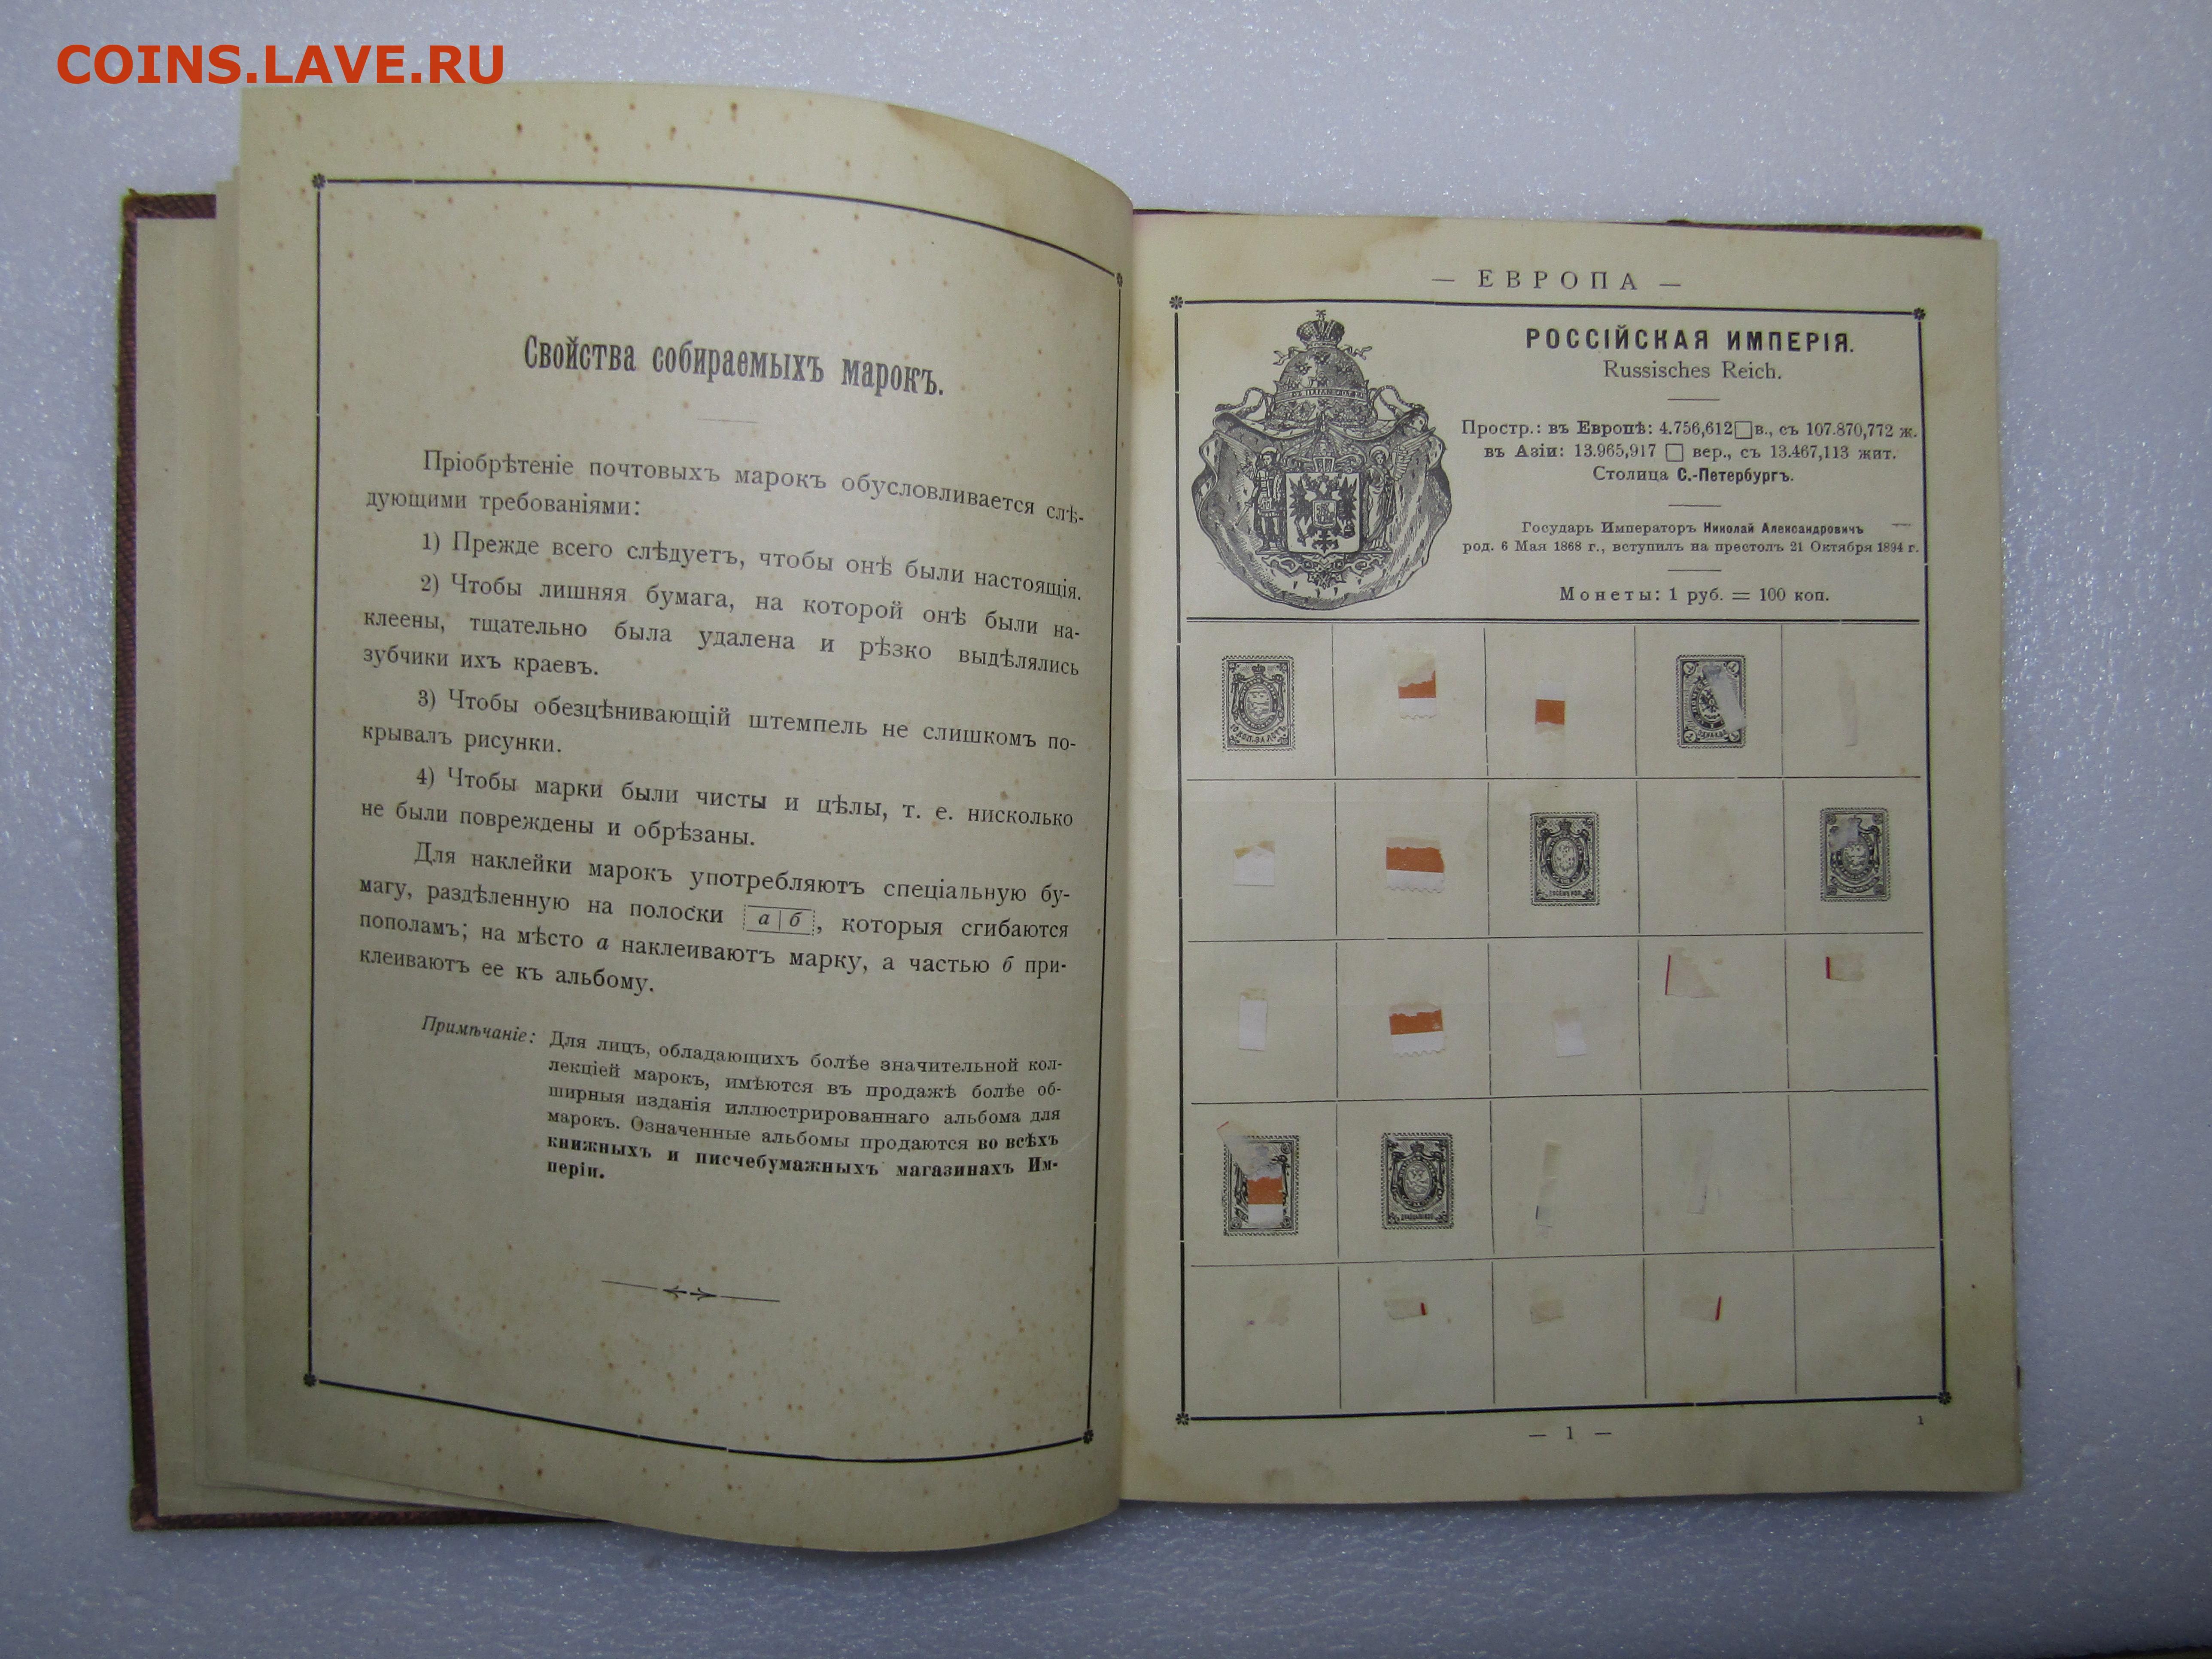 COINS.LAVE.RU
Свойства собираемыхъ марокъ.
Пріобрѣтеніе почтовыхъ марокъ обусловливается слѣ-
дующими требованіями:
1) Прежде всего слѣдуетъ, чтобы онѣ были настоящія.
2) Чтобы лишняя бумага, на которой онѣ были на-
клеены, тщательно была удалена и рѣзко выдѣлялись
зубчики ихъ краевъ.
3) Чтобы обезцѣнивающій штемпель не слишкомъ по-
крывалъ рисунки.
4) Чтобы марки были чисты и цѣлы, т. е. нисколько
не были повреждены и обрѣзаны.
Для наклейки марокъ употребляютъ спеціальную бу-
магу, раздѣленную на полоски а | б, которыя сгибаются
пополамъ; на мѣсто а наклеиваютъ марку, а частью б при-
клеиваютъ ее къ альбому.
Примѣчаніе: Для лицъ, обладающихъ болѣе значительной кол-
лекціей марокъ, имѣются въ продажѣ болѣе об-
ширныя изданія иллюстрированнаго альбома для
марокъ. Означенные альбомы продаются во всѣхъ
книжныхъ и писчебумажныхъ магазинахъ Им-
періи.
— ЕВРОПА —
РОССІЙСКАЯ ИМПЕРІЯ.
Russisches Reich.
Простр.: въ Европѣ: 4.756,612□в., съ 107.870,772 ж.
въ Азіи: 13.965,917 □ вер., съ 13.467,113 жит.
Столица С.-Петербургъ.
Государь Императоръ Николай Александровичъ
род. 6 Мая 1868 г., вступилъ на престолъ 21 Октября 1894 г.
Монеты: 1 руб. = 100 коп.
— 1 —
1